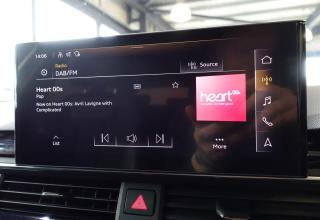 14:06
Radio
DAB/FM
Source
Heart 00s
Pop
Now on Heart 00s: Avril Lavigne with
Complicated
heart 00s
List
More